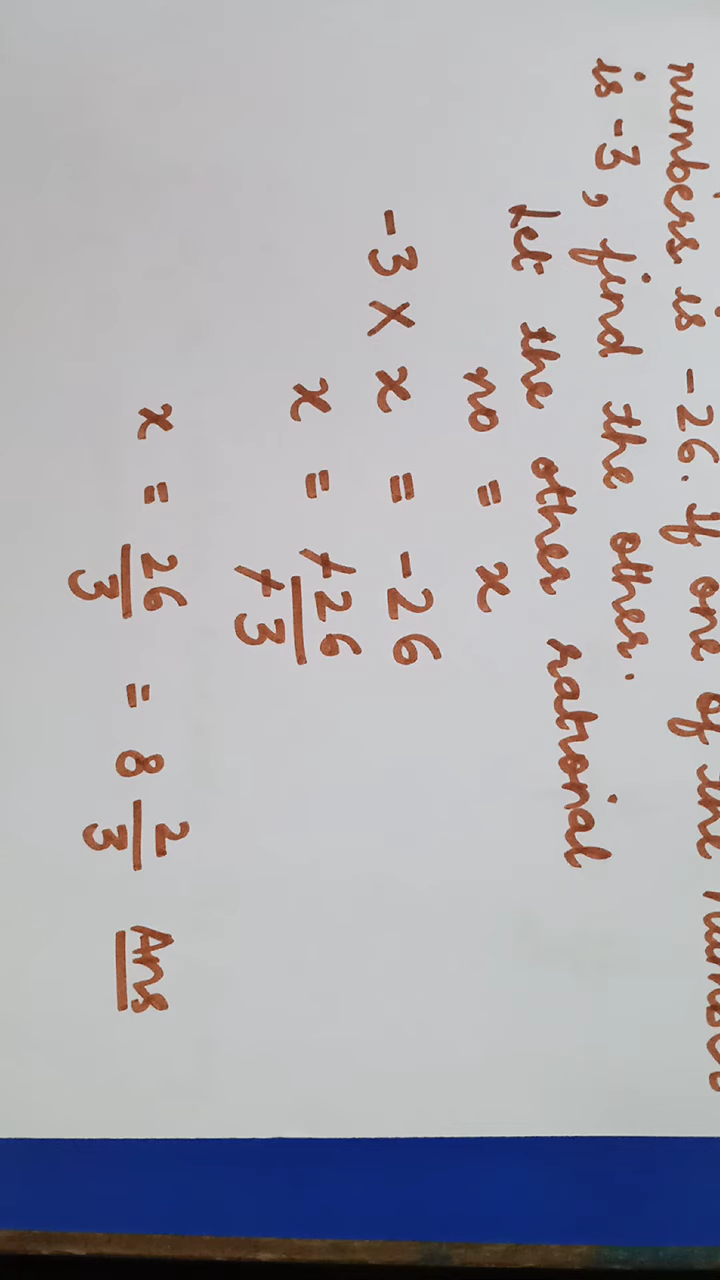 numbers is -26. If one of the number
is -3, find the other.
Let the other rational
no = x
-3 × x = -26
x = -26/-3
x = 26/3 = 8 2/3 Ans